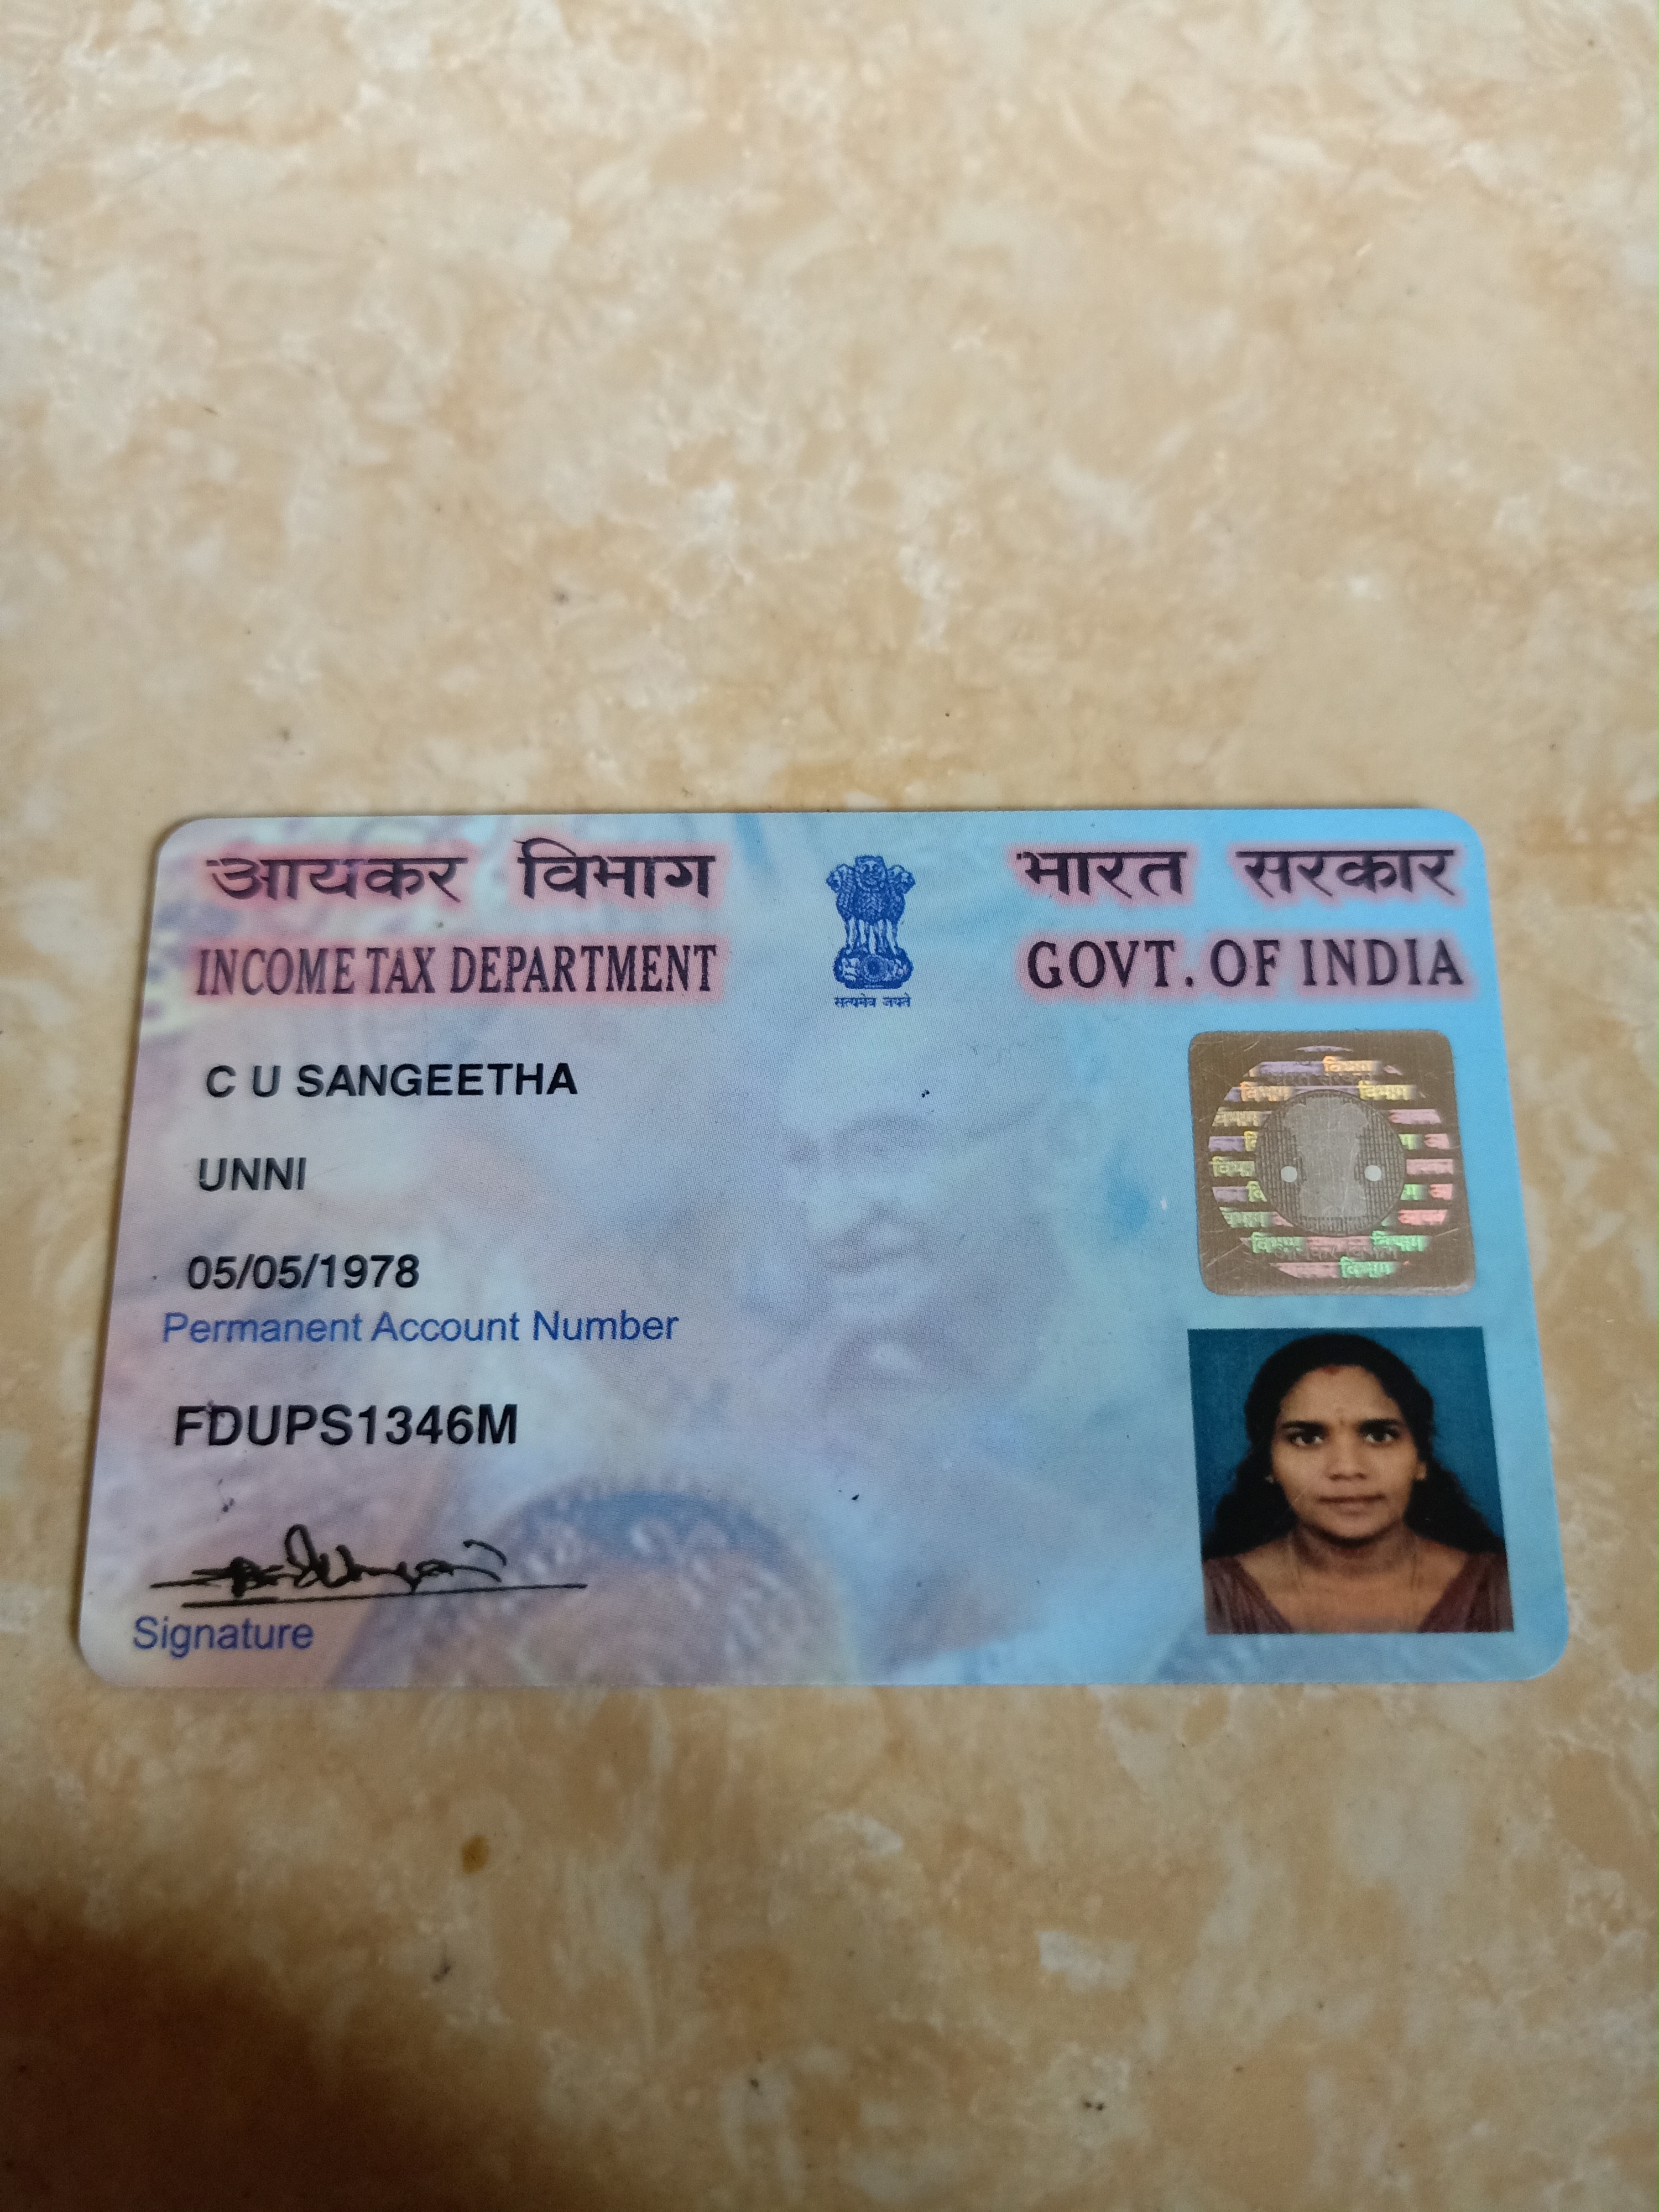 आयकर विभाग
INCOME TAX DEPARTMENT
सत्यमेव जयते
भारत सरकार
GOVT. OF INDIA
C U SANGEETHA
UNNI
05/05/1978
Permanent Account Number
FDUPS1346M
Signature